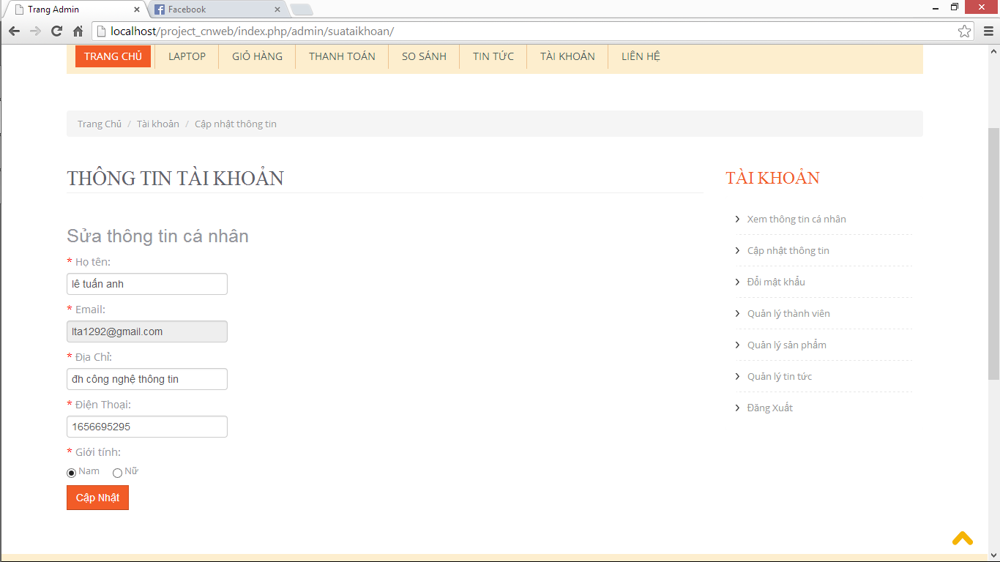 Trang Admin
Facebook
localhost/project_cnweb/index.php/admin/suataikhoan/
TRANG CHỦ LAPTOP GIỎ HÀNG THANH TOÁN SO SÁNH TIN TỨC TÀI KHOẢN LIÊN HỆ
Trang Chủ / Tài khoản / Cập nhật thông tin
THÔNG TIN TÀI KHOẢN
Sửa thông tin cá nhân
* Họ tên:
lê tuấn anh
* Email:
lta1292@gmail.com
* Địa Chỉ:
đh công nghệ thông tin
* Điện Thoại:
1656695295
* Giới tính:
Nam Nữ
Cập Nhật
TÀI KHOẢN
Xem thông tin cá nhân
Cập nhật thông tin
Đổi mật khẩu
Quản lý thành viên
Quản lý sản phẩm
Quản lý tin tức
Đăng Xuất